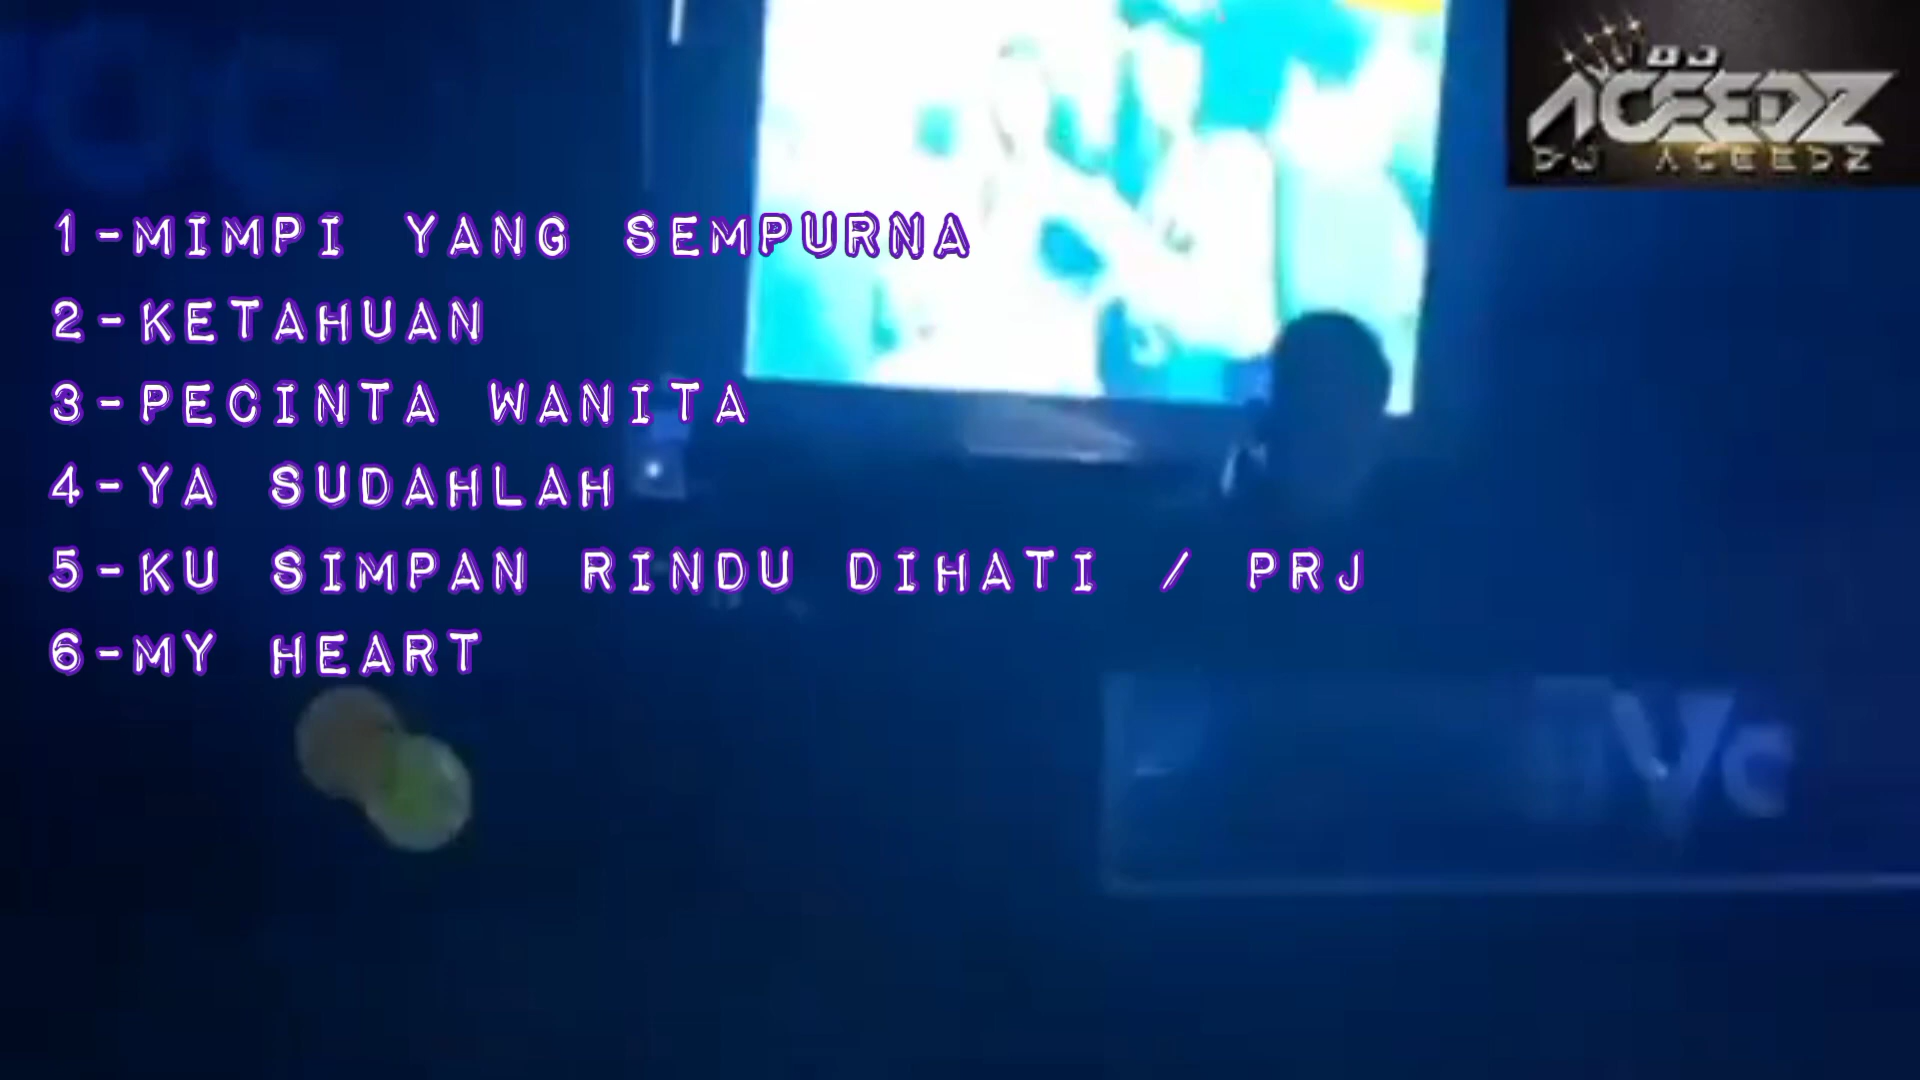 DJ
ACEEDZ
DJ ACEEDZ
1-MIMPI YANG SEMPURNA
2-KETAHUAN
3-PECINTA WANITA
4-YA SUDAHLAH
5-KU SIMPAN RINDU DIHATI / PRJ
6-MY HEART